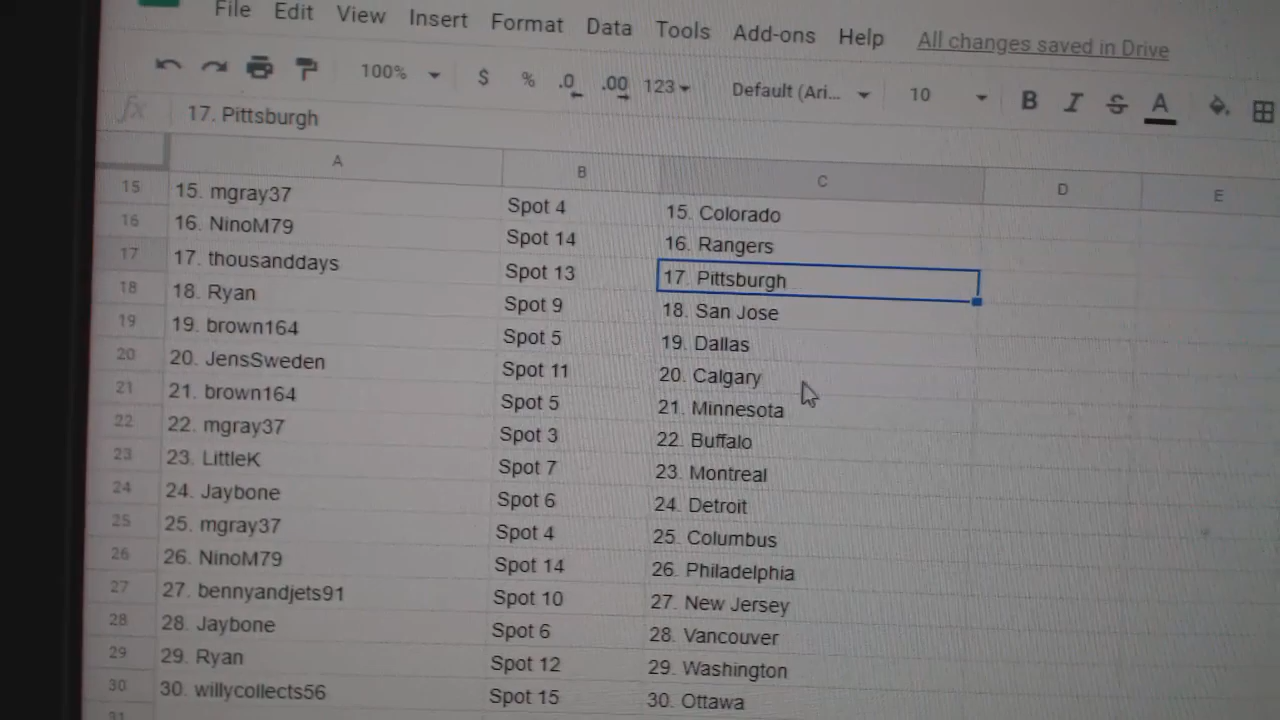 File Edit View Insert Format Data Tools Add-ons Help All changes saved in Drive
100% $ % .0 .00 123 Default (Ari... 10 B I S A
fx 17. Pittsburgh
A B C D E
15 15. mgray37 Spot 4 15. Colorado
16 16. NinoM79 Spot 14 16. Rangers
17 17. thousanddays Spot 13 17. Pittsburgh
18 18. Ryan Spot 9 18. San Jose
19 19. brown164 Spot 5 19. Dallas
20 20. JensSweden Spot 11 20. Calgary
21 21. brown164 Spot 5 21. Minnesota
22 22. mgray37 Spot 3 22. Buffalo
23 23. LittleK Spot 7 23. Montreal
24 24. Jaybone Spot 6 24. Detroit
25 25. mgray37 Spot 4 25. Columbus
26 26. NinoM79 Spot 14 26. Philadelphia
27 27. bennyandjets91 Spot 10 27. New Jersey
28 28. Jaybone Spot 6 28. Vancouver
29 29. Ryan Spot 12 29. Washington
30 30. willycollects56 Spot 15 30. Ottawa
31